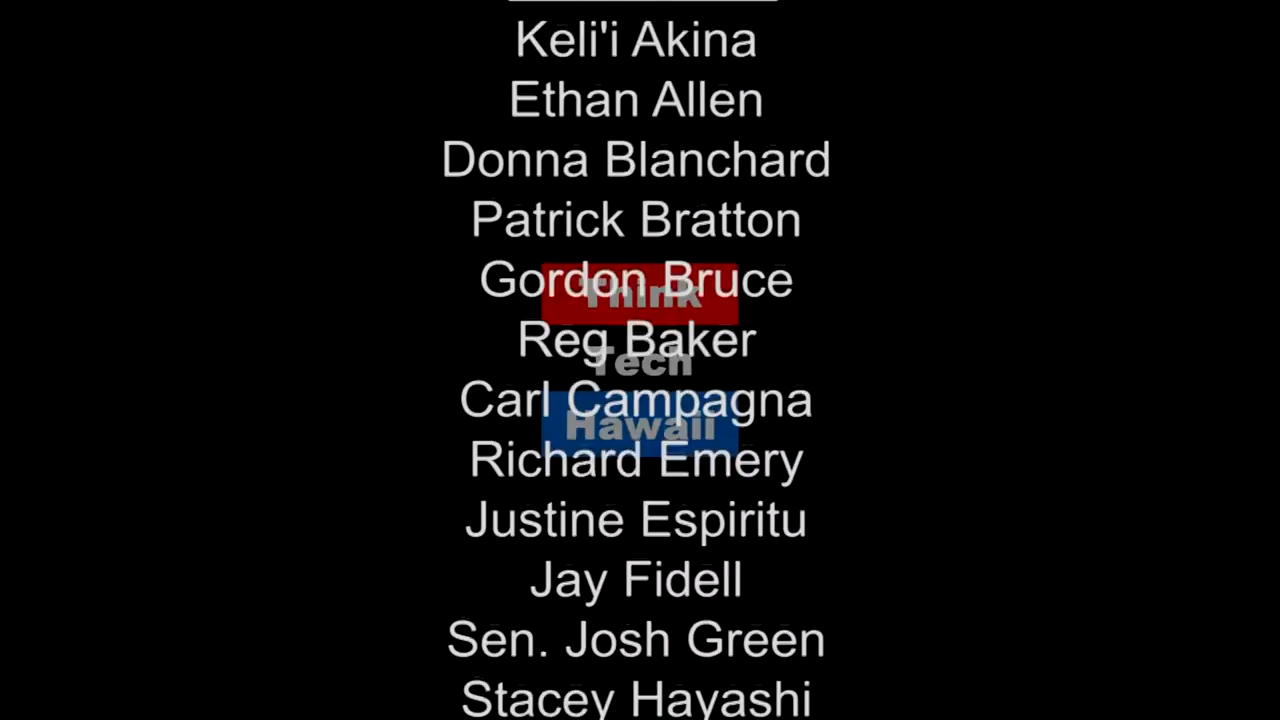 Keli'i Akina
Ethan Allen
Donna Blanchard
Patrick Bratton
Gordon Bruce
Think
Reg Baker
Tech
Carl Campagna
Hawaii
Richard Emery
Justine Espiritu
Jay Fidell
Sen. Josh Green
Stacey Hayashi